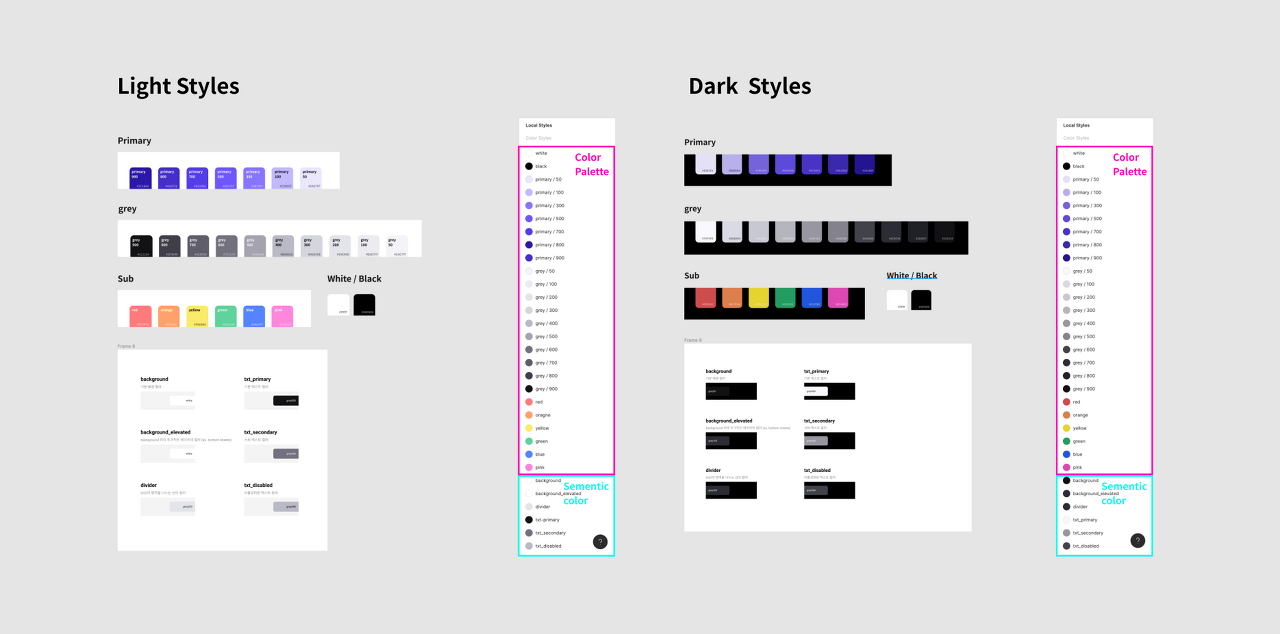 Light Styles
Primary
primary
900
primary
800
primary
700
primary
500
primary
300
primary
100
primary
50
grey
grey
900
grey
800
grey
700
grey
600
grey
500
grey
400
grey
300
grey
200
grey
100
grey
50
Sub
red
orange
yellow
green
blue
pink
White / Black
Frame 8
background
white
txt_primary
grey900
background_elevated
white
txt_secondary
divider
txt_disabled
Local Styles
Color Styles
Color
Palette
white
black
primary / 50
primary / 100
primary / 300
primary / 500
primary / 700
primary / 800
primary / 900
grey / 50
grey / 100
grey / 200
grey / 300
grey / 400
grey / 500
grey / 600
grey / 700
grey / 800
grey / 900
red
oragne
yellow
green
blue
pink
Sementic
color
background
background_elevated
divider
txt-primary
txt_secondary
txt_disabled
?
Dark Styles
Primary
grey
Sub
White / Black
Frame 8
background
txt_primary
background_elevated
txt_secondary
divider
txt_disabled
Local Styles
Color Styles
Color
Palette
white
black
primary / 50
primary / 100
primary / 300
primary / 500
primary / 700
primary / 800
primary / 900
grey / 50
grey / 100
grey / 200
grey / 300
grey / 400
grey / 500
grey / 600
grey / 700
grey / 800
grey / 900
red
orange
yellow
green
blue
pink
Sementic
color
background
background_elevated
divider
txt_primary
txt_secondary
txt_disabled
?